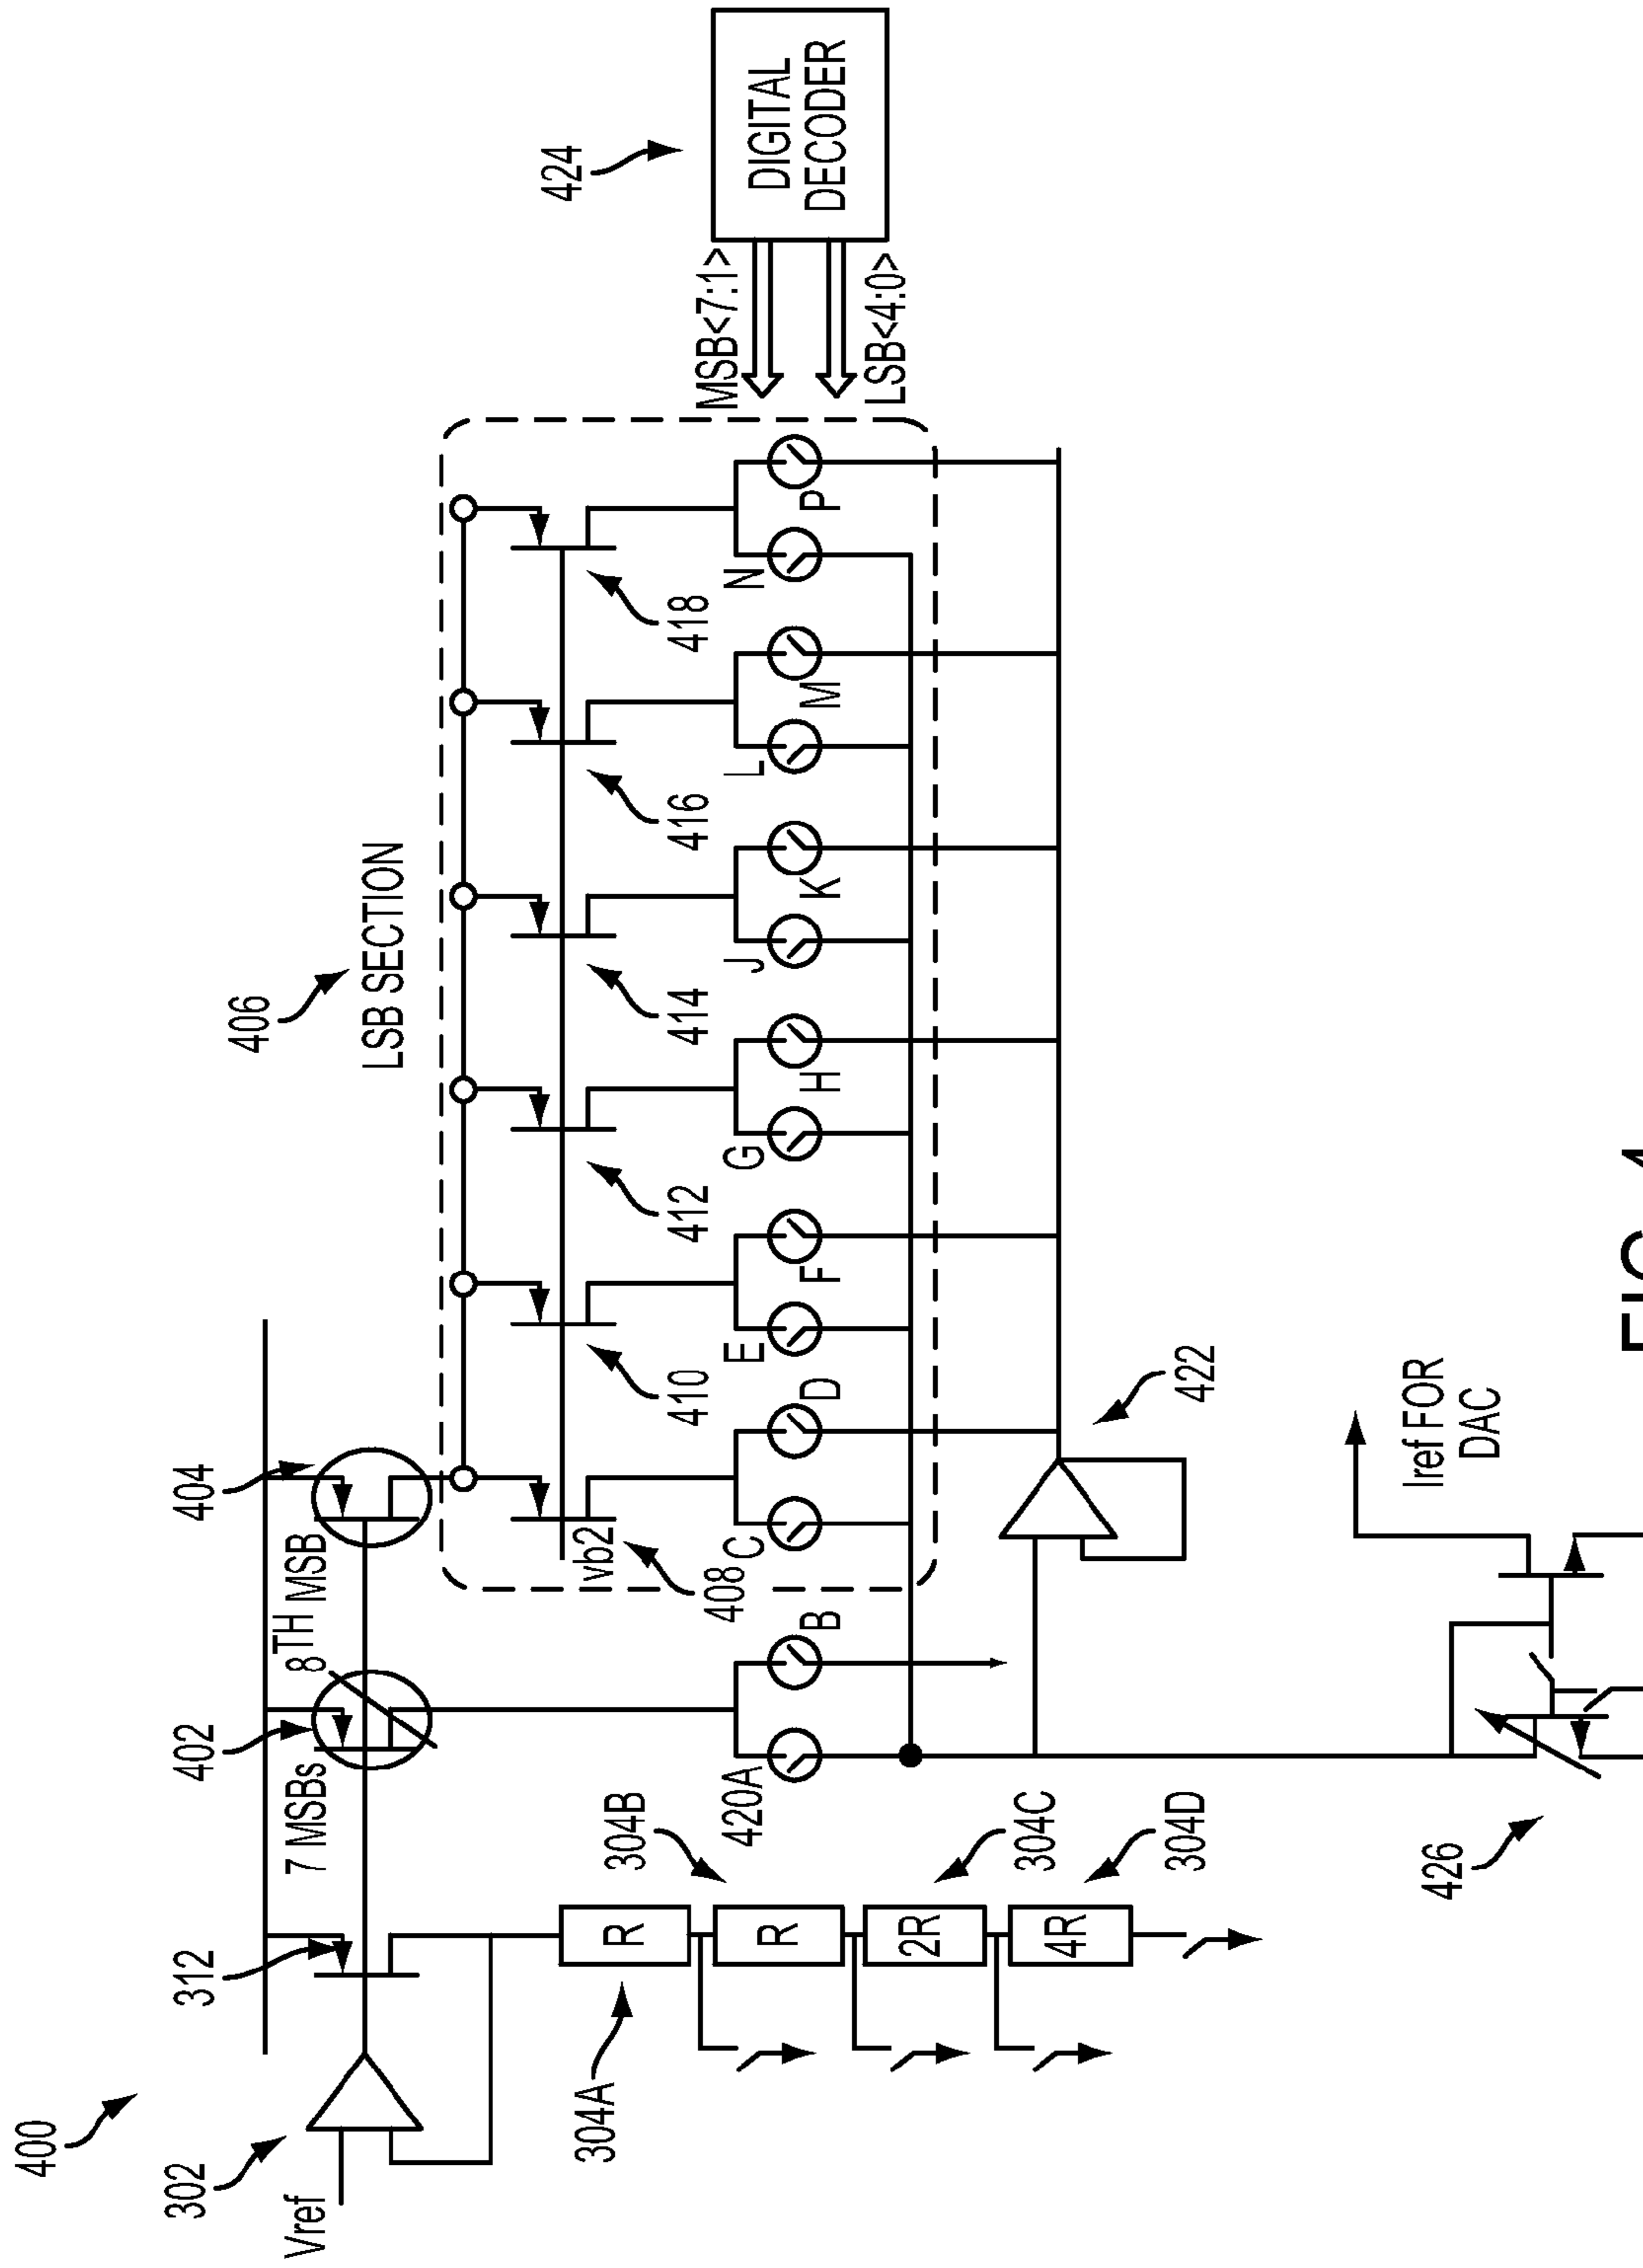 400
302
Vref
312
402
7 MSBs
8TH MSB
404
406
LSB SECTION
vb2
408
410
412
414
416
418
304A
R
304B
R
304C
2R
304D
4R
420A
B
C
D
E
F
G
H
J
K
L
M
N
P
422
424
DIGITAL
DECODER
MSB<7:1>
LSB<4:0>
426
Iref FOR
DAC